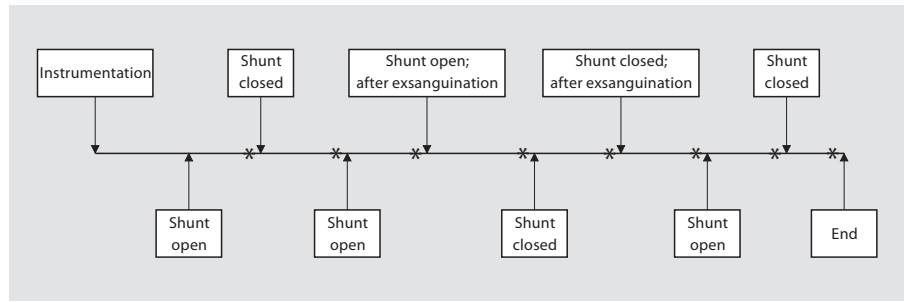 Instrumentation
Shunt
closed
Shunt open;
after exsanguination
Shunt closed;
after exsanguination
Shunt
closed
Shunt
open
Shunt
open
Shunt
closed
Shunt
open
End